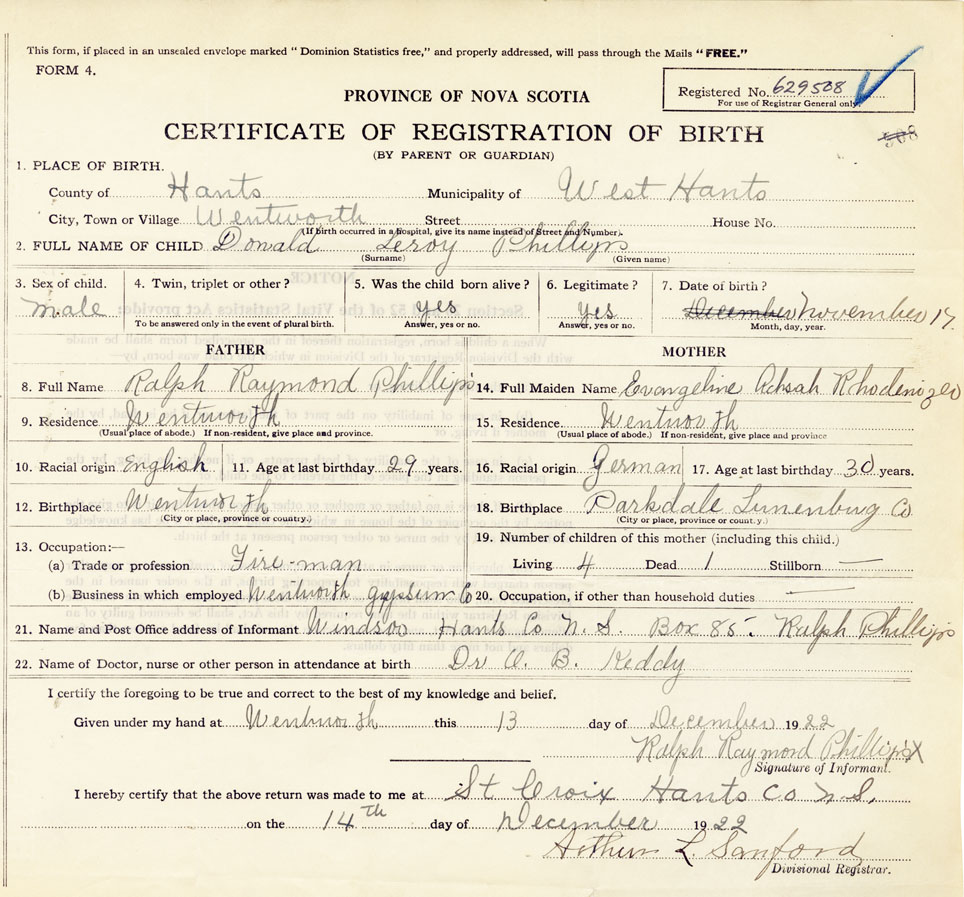 This form, if placed in an unsealed envelope marked "Dominion Statistics free," and properly addressed, will pass through the Mails "FREE."
FORM 4.
Registered No. 629508
For use of Registrar General only.
PROVINCE OF NOVA SCOTIA
508
CERTIFICATE OF REGISTRATION OF BIRTH
(BY PARENT OR GUARDIAN)
1. PLACE OF BIRTH.
County of Hants Municipality of West Hants
City, Town or Village Wentworth Street House No.
(If birth occurred in a hospital, give its name instead of Street and Number).
2. FULL NAME OF CHILD Donald Leroy Phillips
(Surname) (Given name)
3. Sex of child. 4. Twin, triplet or other? 5. Was the child born alive? 6. Legitimate? 7. Date of birth?
male yes Yes December November 17.
To be answered only in the event of plural birth. Answer, yes or no. Answer, yes or no. Month, day, year.
FATHER MOTHER
8. Full Name Ralph Raymond Phillips 14. Full Maiden Name Evangeline Achsah Rhodenizeo
9. Residence Wentworth 15. Residence. Wentworth
(Usual place of abode.) If non-resident, give place and province. (Usual place of abode.) If non-resident, give place and province
10. Racial origin English 11. Age at last birthday 29 years. 16. Racial origin German 17. Age at last birthday 30 years.
12. Birthplace Wentworth 18. Birthplace Parkdale Lunenburg Co
(City or place, province or country.) (City or place, province or country.)
13. Occupation:— 19. Number of children of this mother (including this child.)
(a) Trade or profession Fire-man Living 4 Dead 1 Stillborn —
(b) Business in which employed Wentworth gypsum Co 20. Occupation, if other than household duties —
21. Name and Post Office address of Informant Windsor Hants Co N.S. Box 85. Ralph Phillips
22. Name of Doctor, nurse or other person in attendance at birth Dr O. B. Keddy
I certify the foregoing to be true and correct to the best of my knowledge and belief.
Given under my hand at Wentworth this 13 day of December 1922
Ralph Raymond Phillips X
Signature of Informant.
I hereby certify that the above return was made to me at St Croix Hants Co N.S.
on the 14th day of December 1922
Arthur L. Sanford
Divisional Registrar.